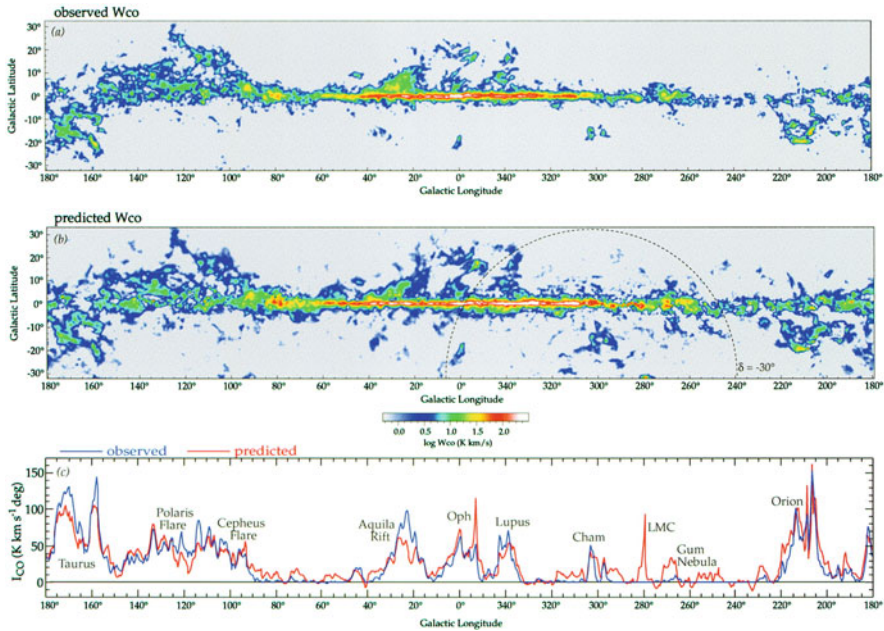 observed Wco
(a)
30°
20°
10°
0°
-10°
-20°
-30°
Galactic Latitude
180° 160° 140° 120° 100° 80° 60° 40° 20° 0° 340° 320° 300° 280° 260° 240° 220° 200° 180°
Galactic Longitude
predicted Wco
(b)
30°
20°
10°
0°
-10°
-20°
-30°
Galactic Latitude
δ = -30°
180° 160° 140° 120° 100° 80° 60° 40° 20° 0° 340° 320° 300° 280° 260° 240° 220° 200° 180°
Galactic Longitude
0.0 0.5 1.0 1.5 2.0
log Wco (K km/s)
observed predicted
(c)
150
100
50
0
I CO (K km s⁻¹ deg)
Taurus
Polaris
Flare
Cepheus
Flare
Aquila
Rift
Oph
Lupus
Cham
LMC
Gum
Nebula
Orion
180° 160° 140° 120° 100° 80° 60° 40° 20° 0° 340° 320° 300° 280° 260° 240° 220° 200° 180°
Galactic Longitude